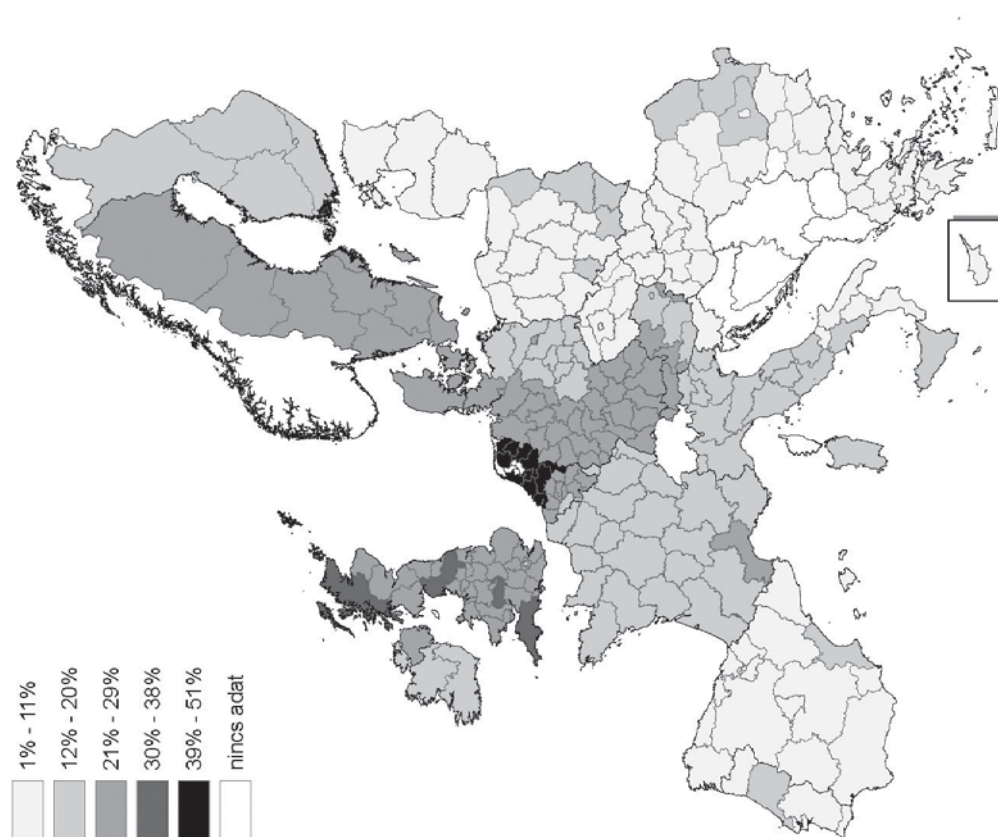 1% - 11%
12% - 20%
21% - 29%
30% - 38%
39% - 51%
nincs adat